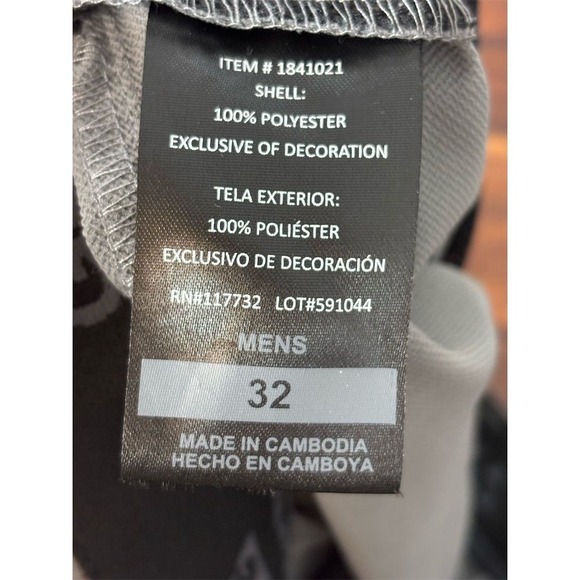 ITEM # 1841021
SHELL:
100% POLYESTER
EXCLUSIVE OF DECORATION
TELA EXTERIOR:
100% POLIÉSTER
EXCLUSIVO DE DECORACIÓN
RN#117732 LOT#591044
MENS
32
MADE IN CAMBODIA
HECHO EN CAMBOYA